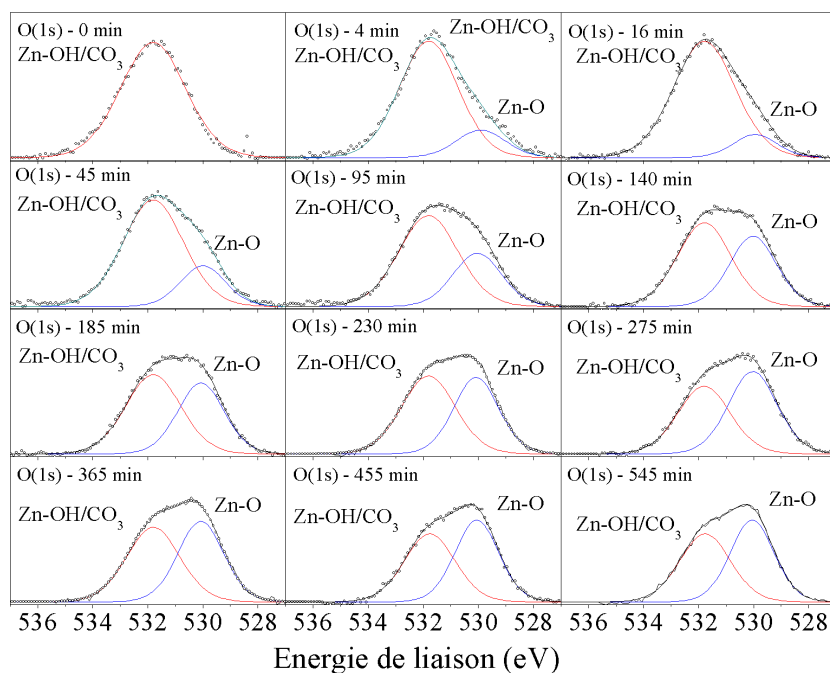 O(1s) - 0 min
Zn-OH/CO3
O(1s) - 4 min
Zn-OH/CO3
Zn-OH/CO3
Zn-O
O(1s) - 16 min
Zn-OH/CO3
Zn-O
O(1s) - 45 min
Zn-OH/CO3
Zn-O
O(1s) - 95 min
Zn-OH/CO3
Zn-O
O(1s) - 140 min
Zn-OH/CO3
Zn-O
O(1s) - 185 min
Zn-OH/CO3
Zn-O
O(1s) - 230 min
Zn-OH/CO3
Zn-O
O(1s) - 275 min
Zn-OH/CO3
Zn-O
O(1s) - 365 min
Zn-OH/CO3
Zn-O
O(1s) - 455 min
Zn-OH/CO3
Zn-O
O(1s) - 545 min
Zn-OH/CO3
Zn-O
536 534 532 530 528 536 534 532 530 528 536 534 532 530 528
Energie de liaison (eV)